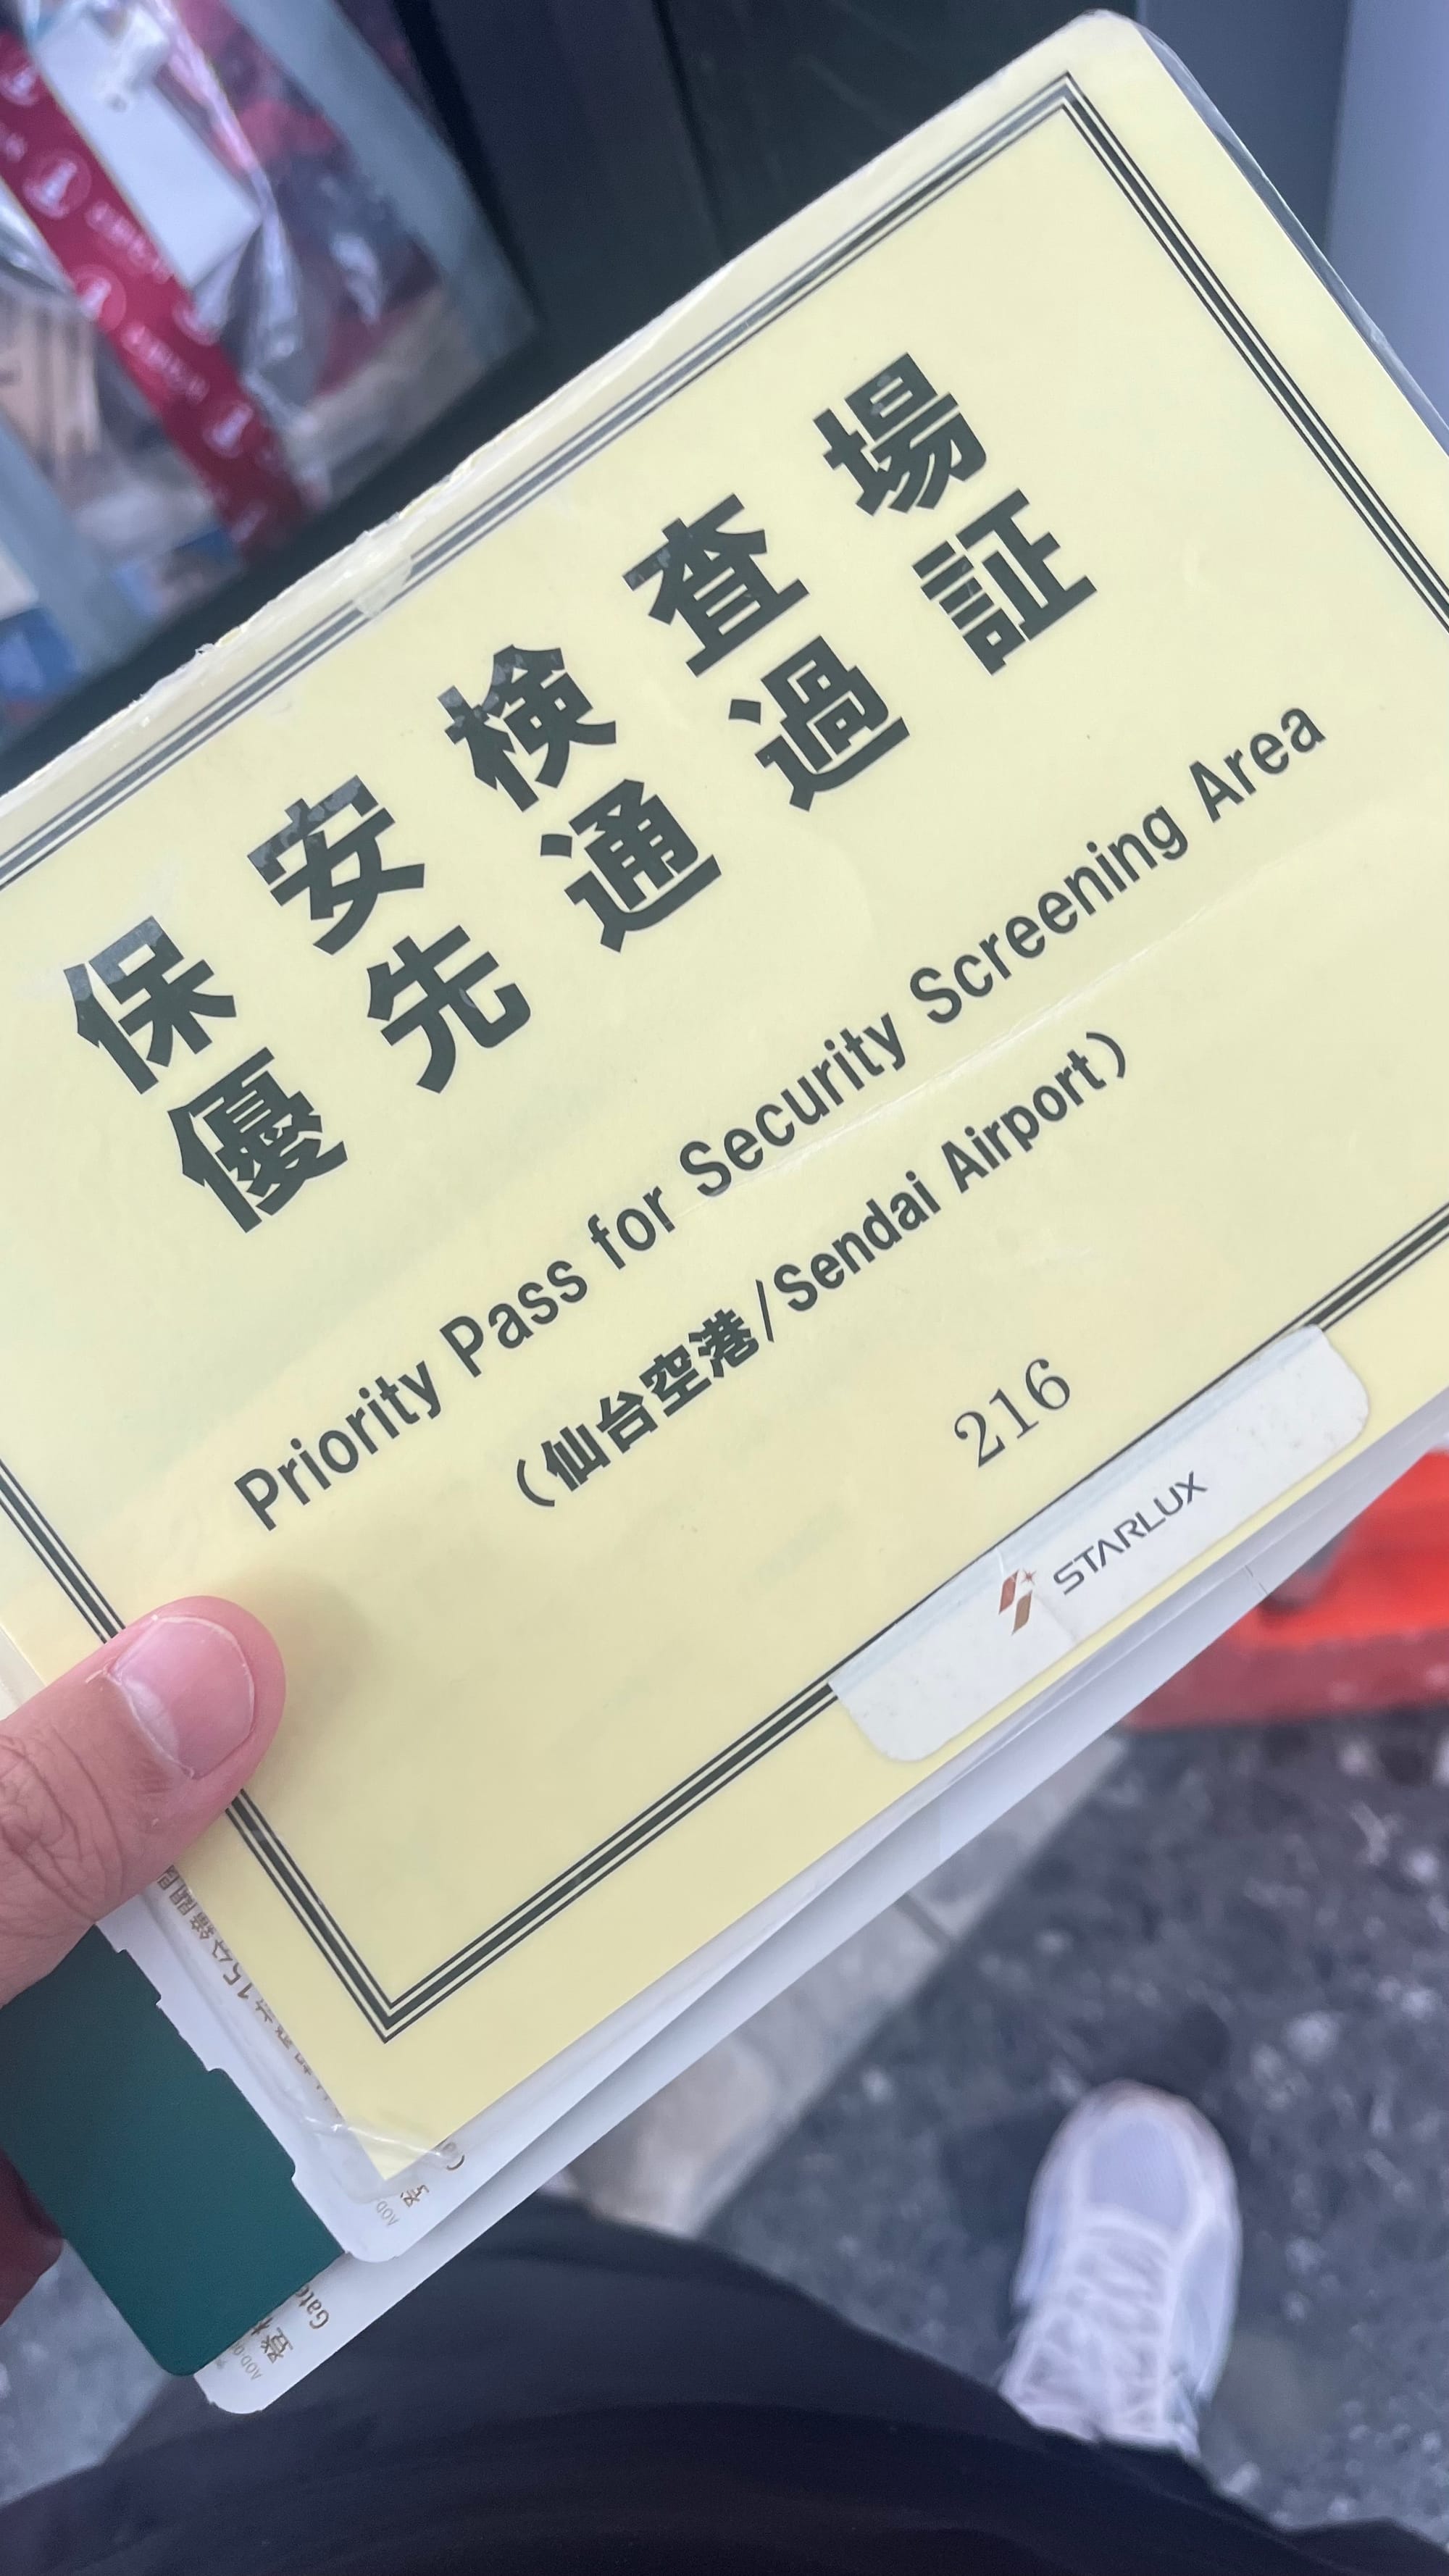 保安検査場
優先通過証
Priority Pass for Security Screening Area
（仙台空港/Sendai Airport）
216
STARLUX